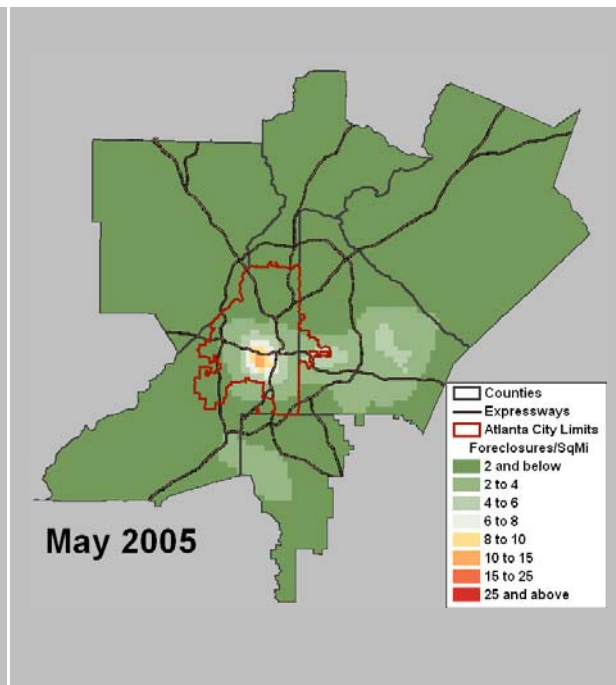 May 2005
Counties
Expressways
Atlanta City Limits
Foreclosures/SqMi
2 and below
2 to 4
4 to 6
6 to 8
8 to 10
10 to 15
15 to 25
25 and above